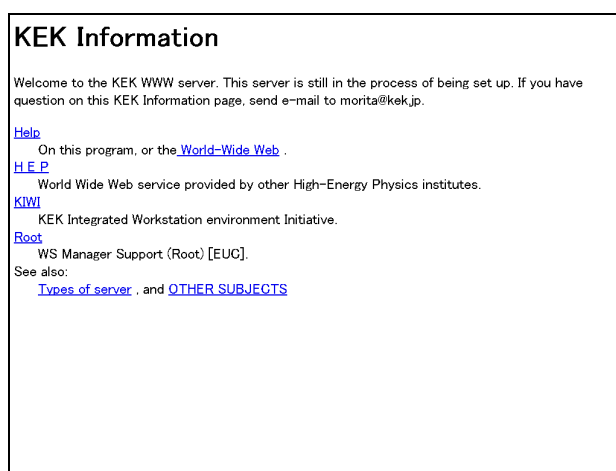 KEK Information
Welcome to the KEK WWW server. This server is still in the process of being set up. If you have
question on this KEK Information page, send e-mail to morita@kek.jp.
Help
On this program, or the World-Wide Web .
H E P
World Wide Web service provided by other High-Energy Physics institutes.
KIWI
KEK Integrated Workstation environment Initiative.
Root
WS Manager Support (Root) [EUC].
See also:
Types of server , and OTHER SUBJECTS